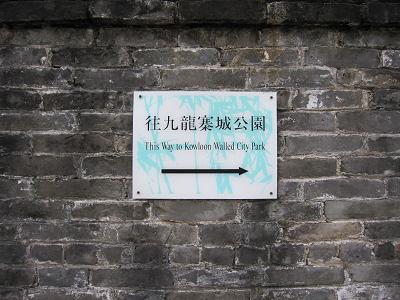 往九龍寨城公園
This Way to Kowloon Walled City Park